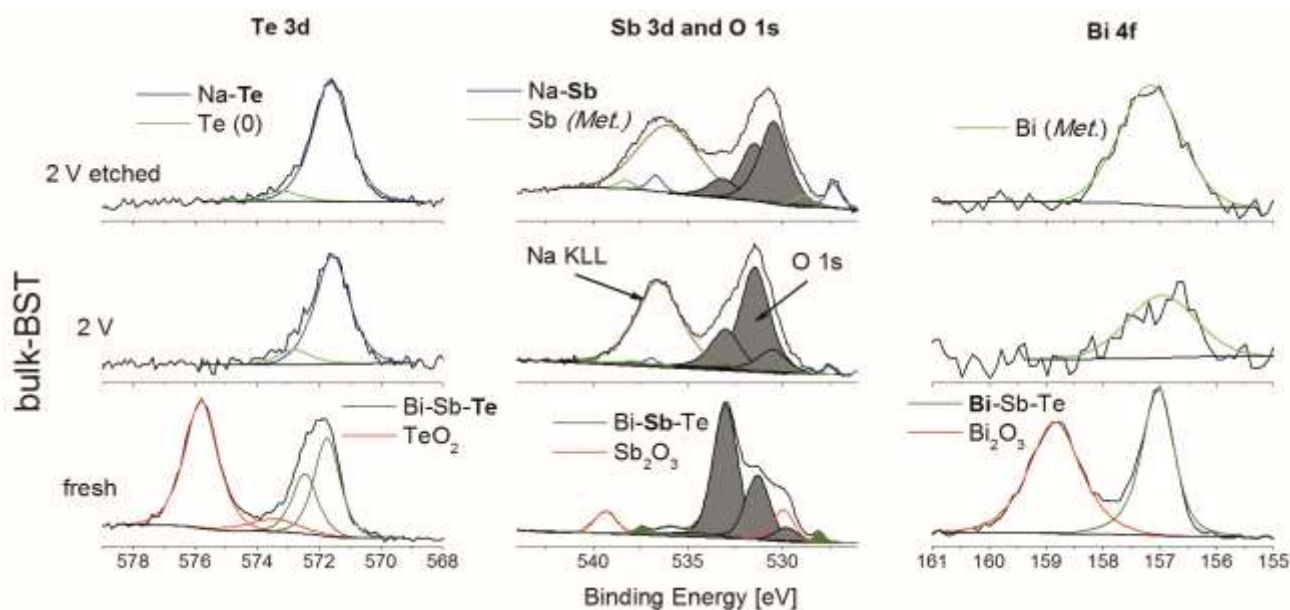 Te 3d
Sb 3d and O 1s
Bi 4f
Na-Te
Te (0)
Na-Sb
Sb (Met.)
Bi (Met.)
2 V etched
Na KLL
O 1s
2 V
bulk-BST
Bi-Sb-Te
TeO2
Bi-Sb-Te
Sb2O3
Bi-Sb-Te
Bi2O3
fresh
578 576 574 572 570 568
540 535 530
161 160 159 158 157 156 155
Binding Energy [eV]